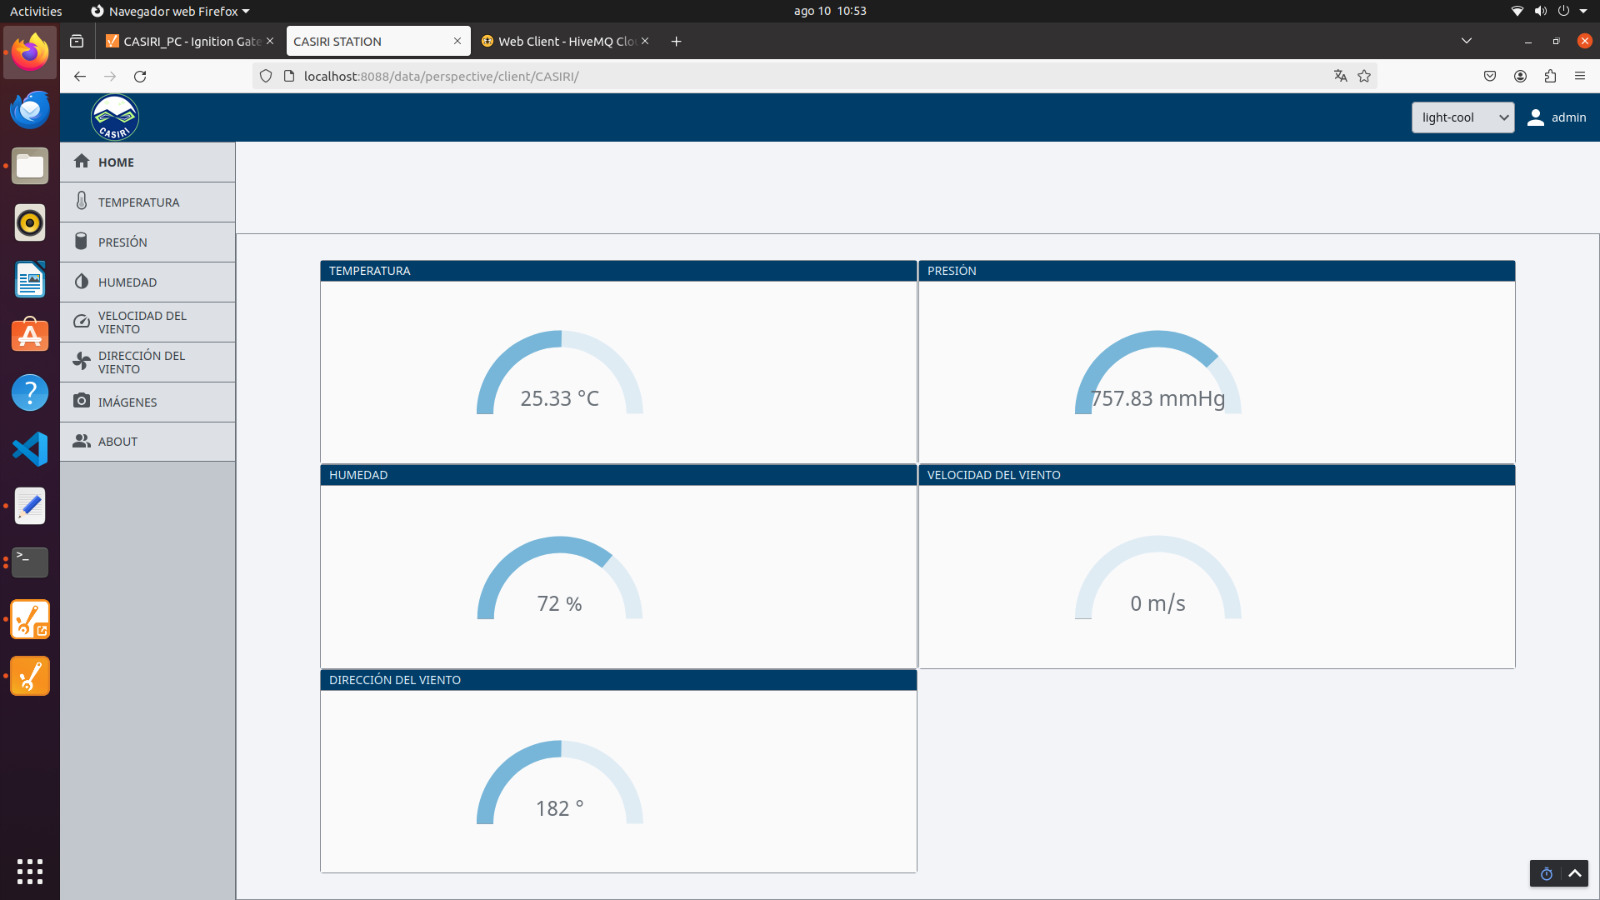 Activities
Navegador web Firefox
ago 10 10:53
CASIRI_PC - Ignition Gate
CASIRI STATION
Web Client - HiveMQ Clo
localhost:8088/data/perspective/client/CASIRI/
CASIRI
light-cool
admin
HOME
TEMPERATURA
PRESIÓN
HUMEDAD
VELOCIDAD DEL
VIENTO
DIRECCIÓN DEL
VIENTO
IMÁGENES
ABOUT
TEMPERATURA
25.33 °C
PRESIÓN
757.83 mmHg
HUMEDAD
72 %
VELOCIDAD DEL VIENTO
0 m/s
DIRECCIÓN DEL VIENTO
182 °